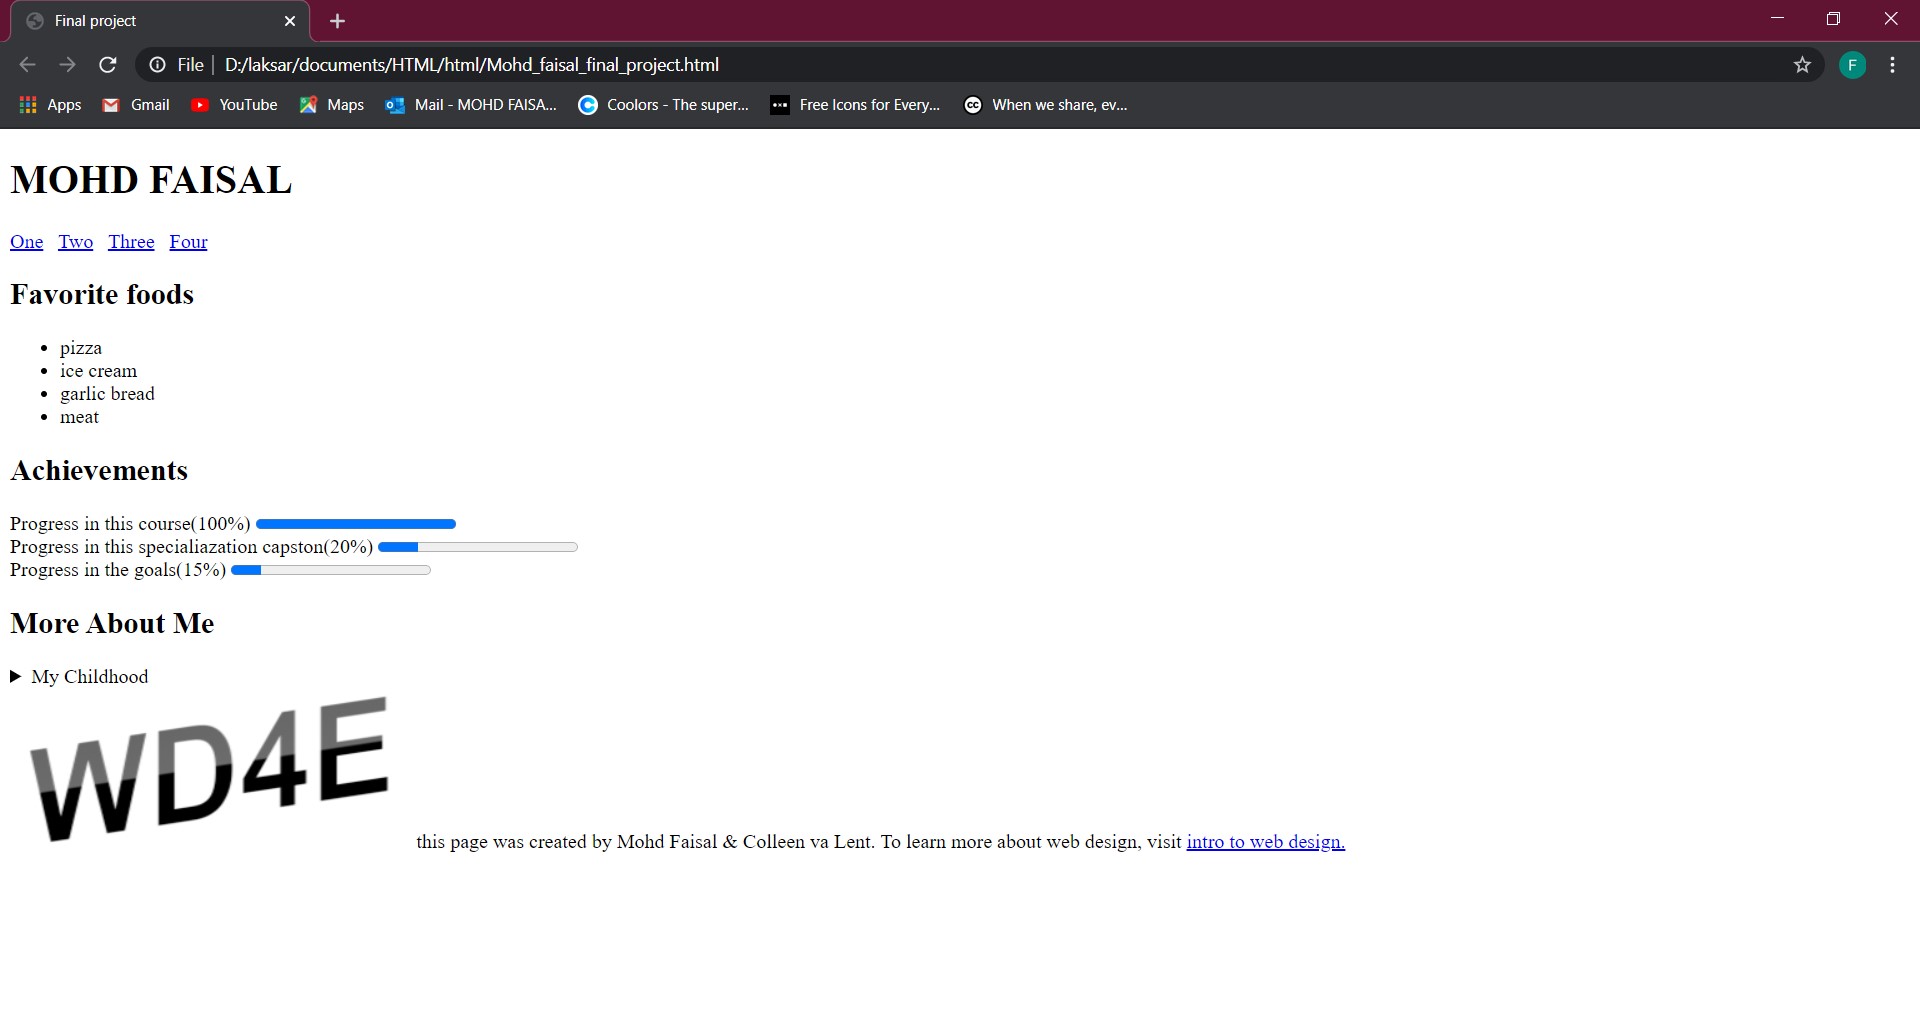 Final project
File D:/laksar/documents/HTML/html/Mohd_faisal_final_project.html F
Apps Gmail YouTube Maps Mail - MOHD FAISA... Coolors - The super... Free Icons for Every... cc When we share, ev...
MOHD FAISAL
One Two Three Four
Favorite foods
• pizza
• ice cream
• garlic bread
• meat
Achievements
Progress in this course(100%)
Progress in this specialiazation capston(20%)
Progress in the goals(15%)
More About Me
My Childhood
WD4E
this page was created by Mohd Faisal & Colleen va Lent. To learn more about web design, visit intro to web design.